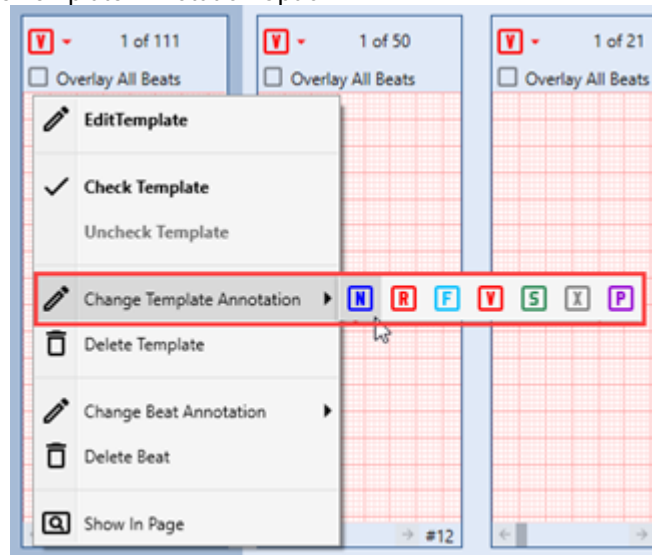 V 1 of 111
Overlay All Beats
V 1 of 50
Overlay All Beats
V 1 of 21
Overlay All Beats
EditTemplate
Check Template
Uncheck Template
Change Template Annotation N R F V S X P
Delete Template
Change Beat Annotation
Delete Beat
Show In Page
#12